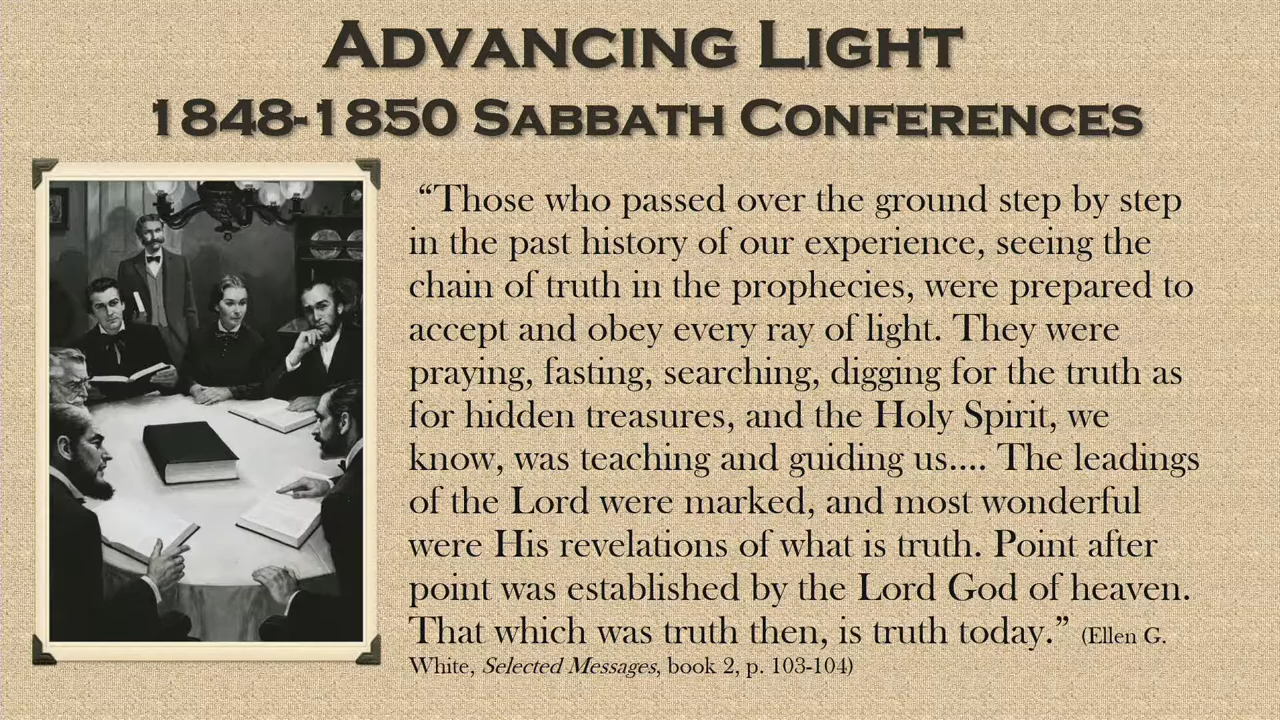 ADVANCING LIGHT
1848-1850 SABBATH CONFERENCES
“Those who passed over the ground step by step
in the past history of our experience, seeing the
chain of truth in the prophecies, were prepared to
accept and obey every ray of light. They were
praying, fasting, searching, digging for the truth as
for hidden treasures, and the Holy Spirit, we
know, was teaching and guiding us.... The leadings
of the Lord were marked, and most wonderful
were His revelations of what is truth. Point after
point was established by the Lord God of heaven.
That which was truth then, is truth today.” (Ellen G.
White, Selected Messages, book 2, p. 103-104)